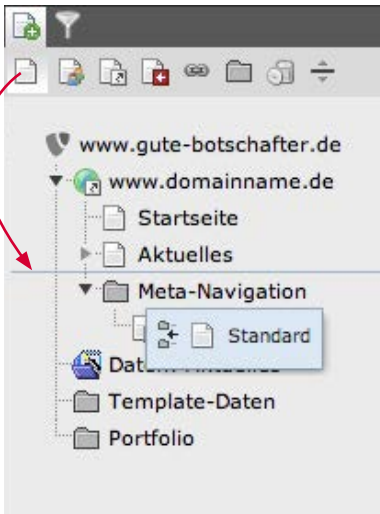 www.gute-botschafter.de
www.domainname.de
Startseite
Aktuelles
Meta-Navigation
Standard
Template-Daten
Portfolio